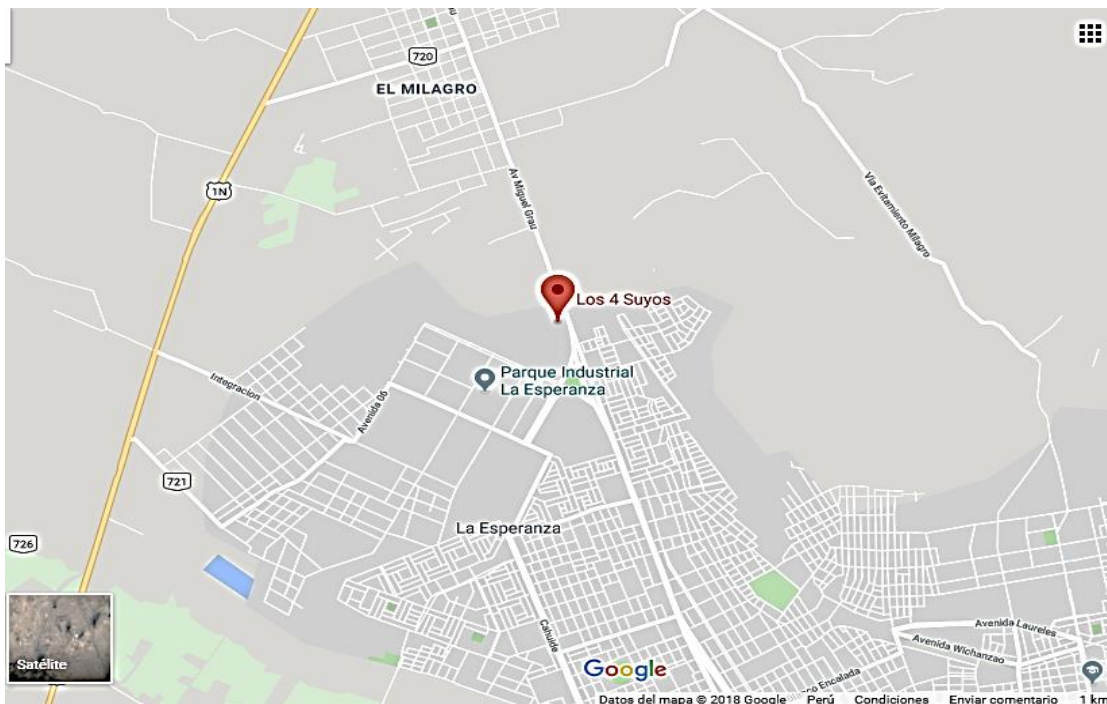 720
EL MILAGRO
1N
Av Miguel Grau
Vía Evitamiento Milagro
Los 4 Suyos
Parque Industrial
La Esperanza
Integracion
Avenida 06
721
La Esperanza
726
Cahuide
Avenida Laureles
Avenida Wichanzao
Encalada
Satélite
Google
Datos del mapa © 2018 Google Perú Condiciones Enviar comentario 1 km